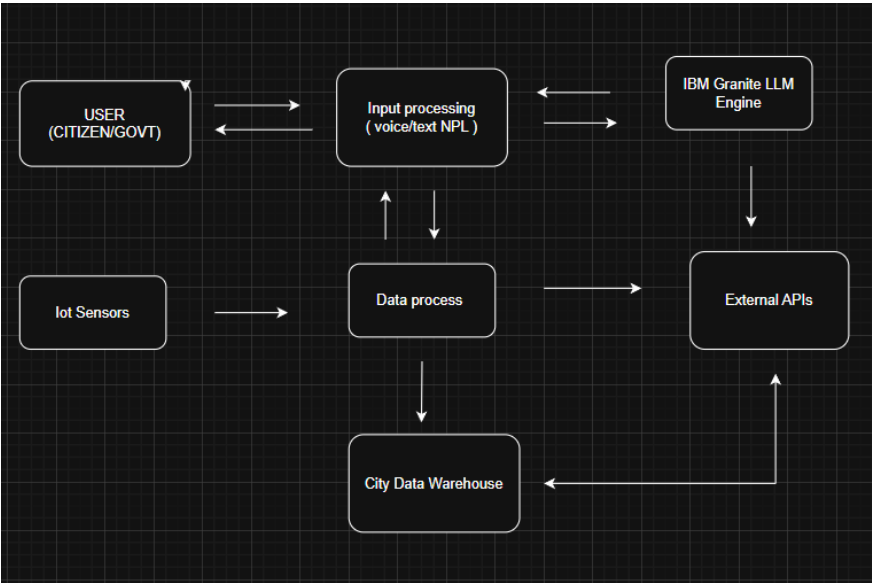 USER
(CITIZEN/GOVT)
Input processing
( voice/text NPL )
IBM Granite LLM
Engine
Iot Sensors
Data process
External APIs
City Data Warehouse